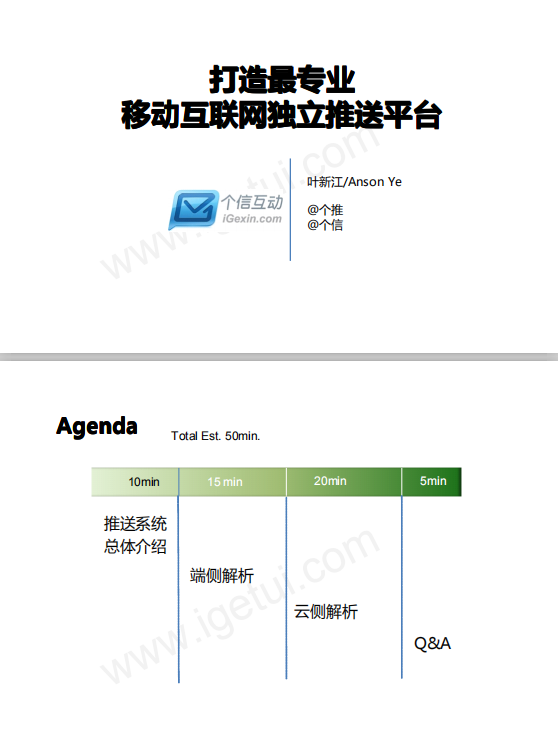 打造最专业
移动互联网独立推送平台
个信互动
iGexin.com
叶新江/Anson Ye
@个推
@个信
www.igetui.com
Agenda
Total Est. 50min.
10min
15 min
20min
5min
推送系统
总体介绍
端侧解析
云侧解析
Q&A
www.igetui.com